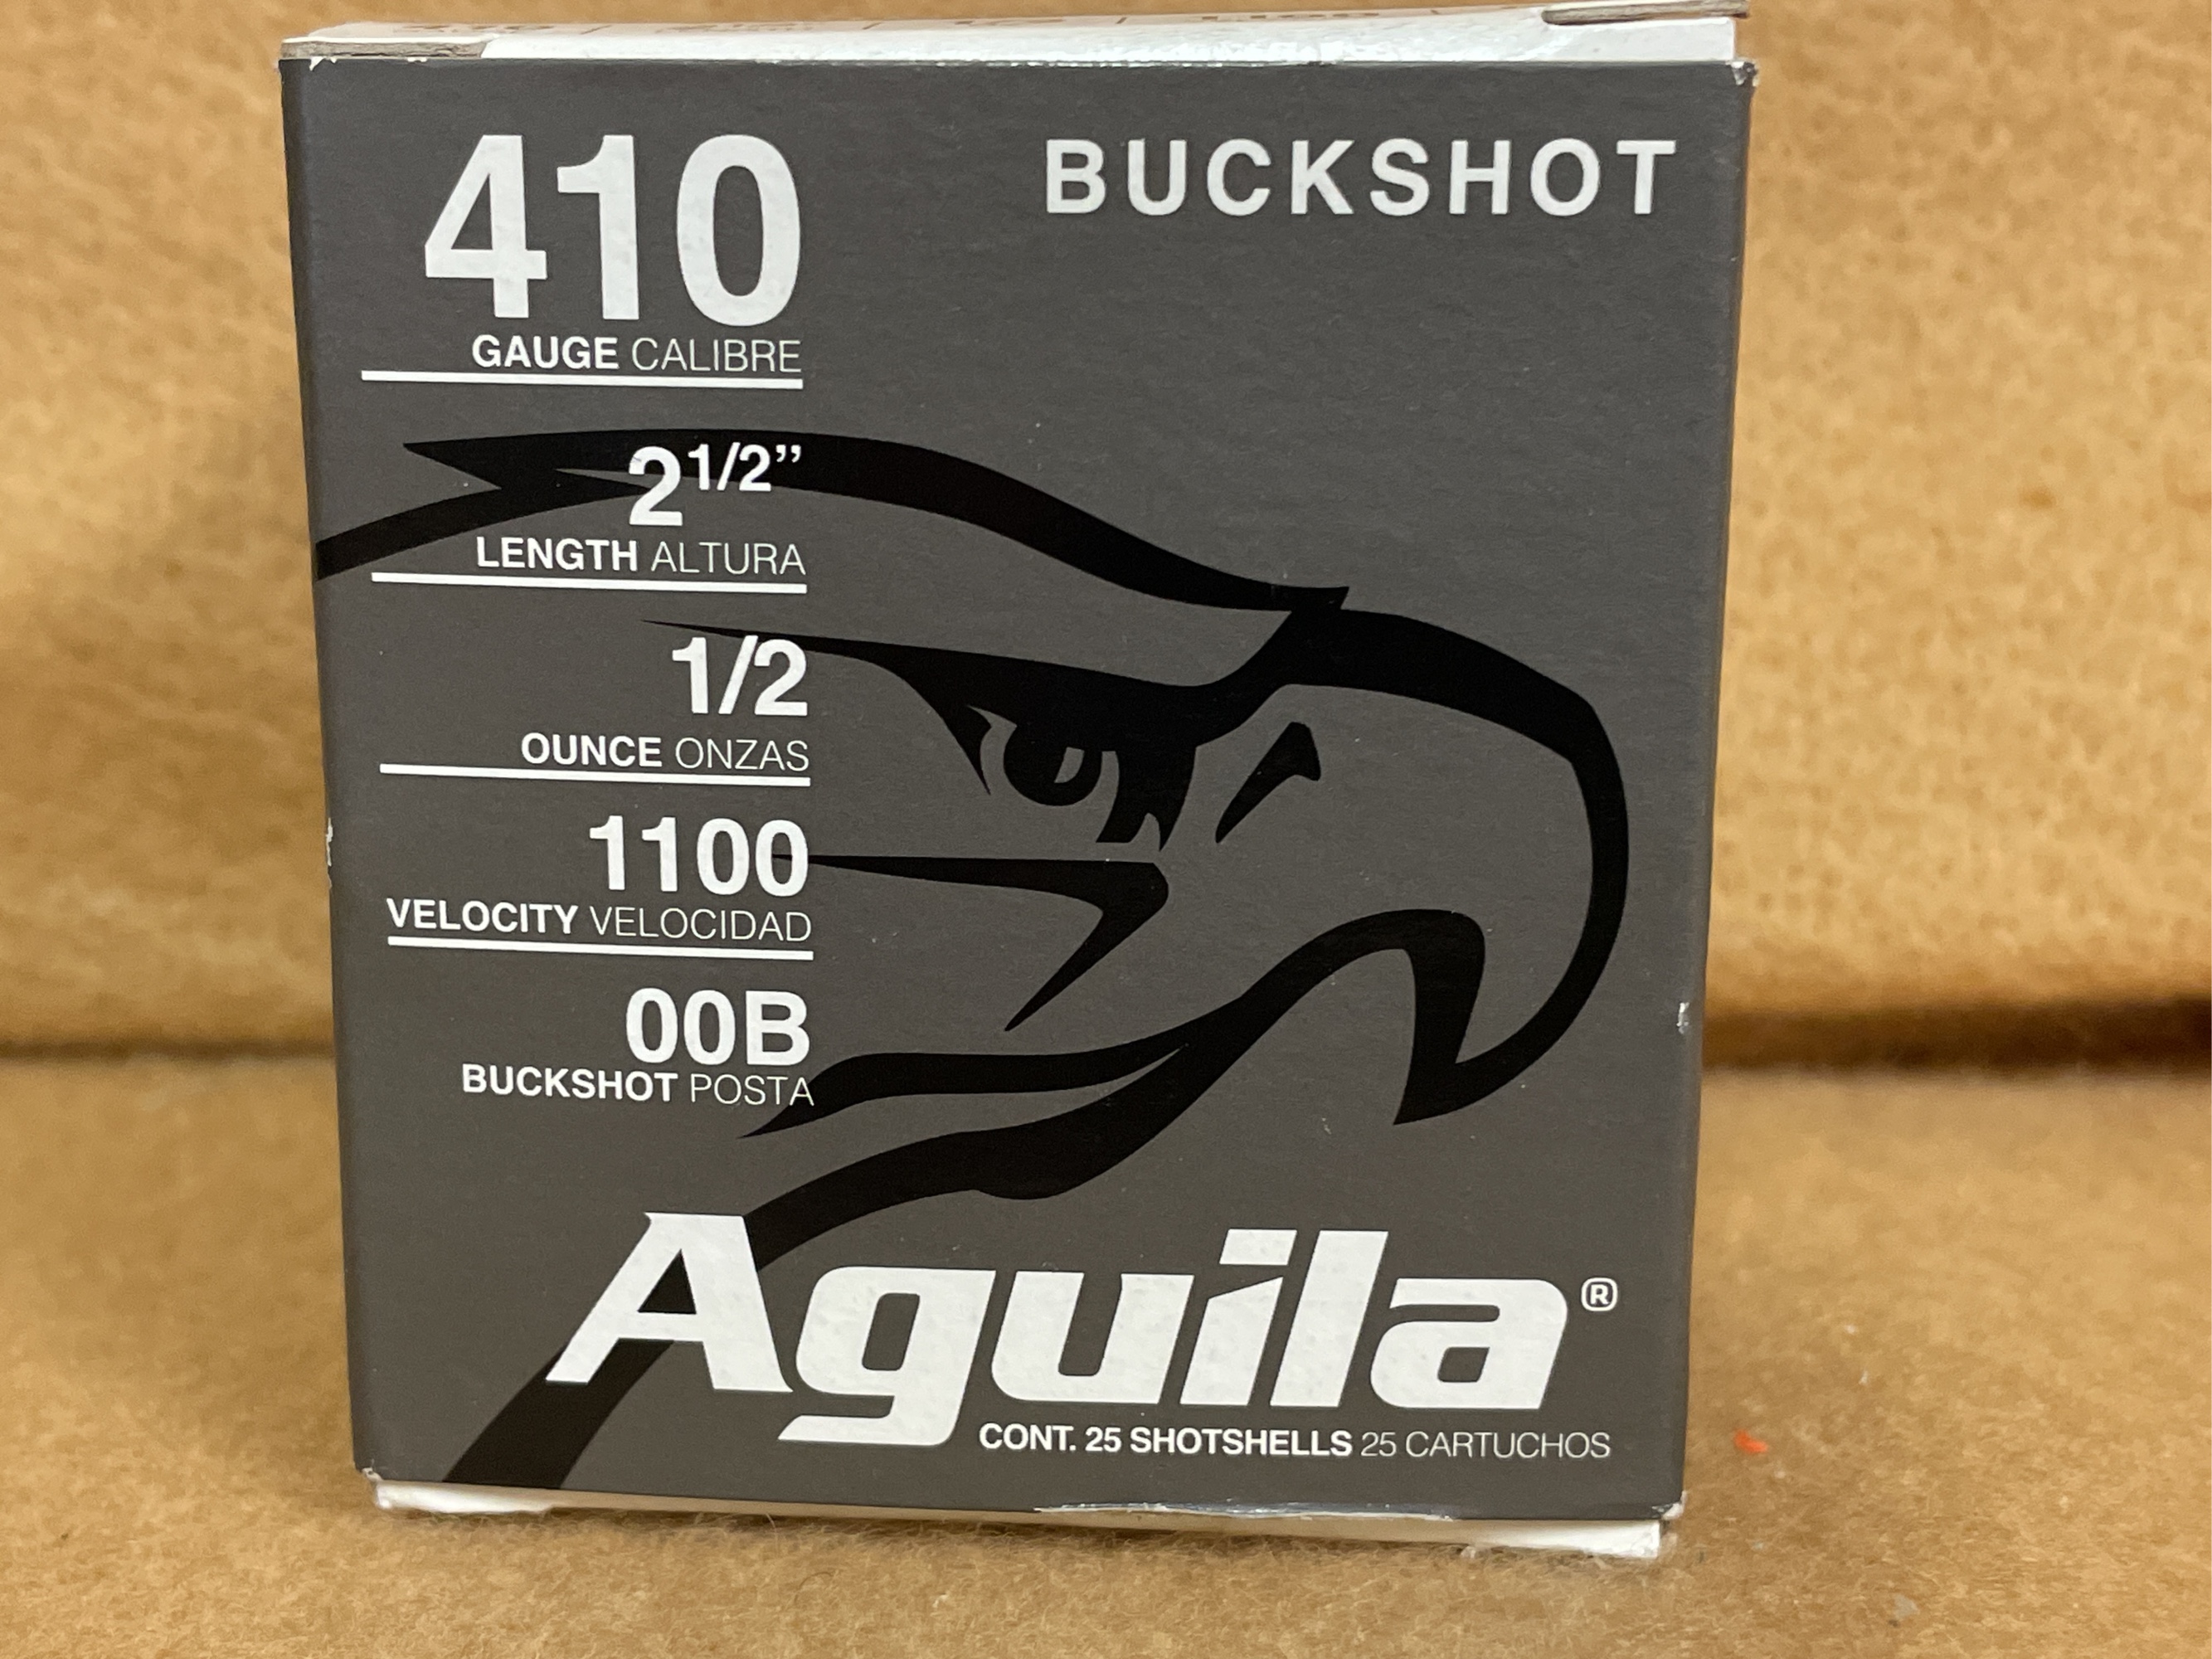 410
GAUGE CALIBRE
BUCKSHOT
2 1/2”
LENGTH ALTURA
1/2
OUNCE ONZAS
1100
VELOCITY VELOCIDAD
00B
BUCKSHOT POSTA
Aguila®
CONT. 25 SHOTSHELLS 25 CARTUCHOS